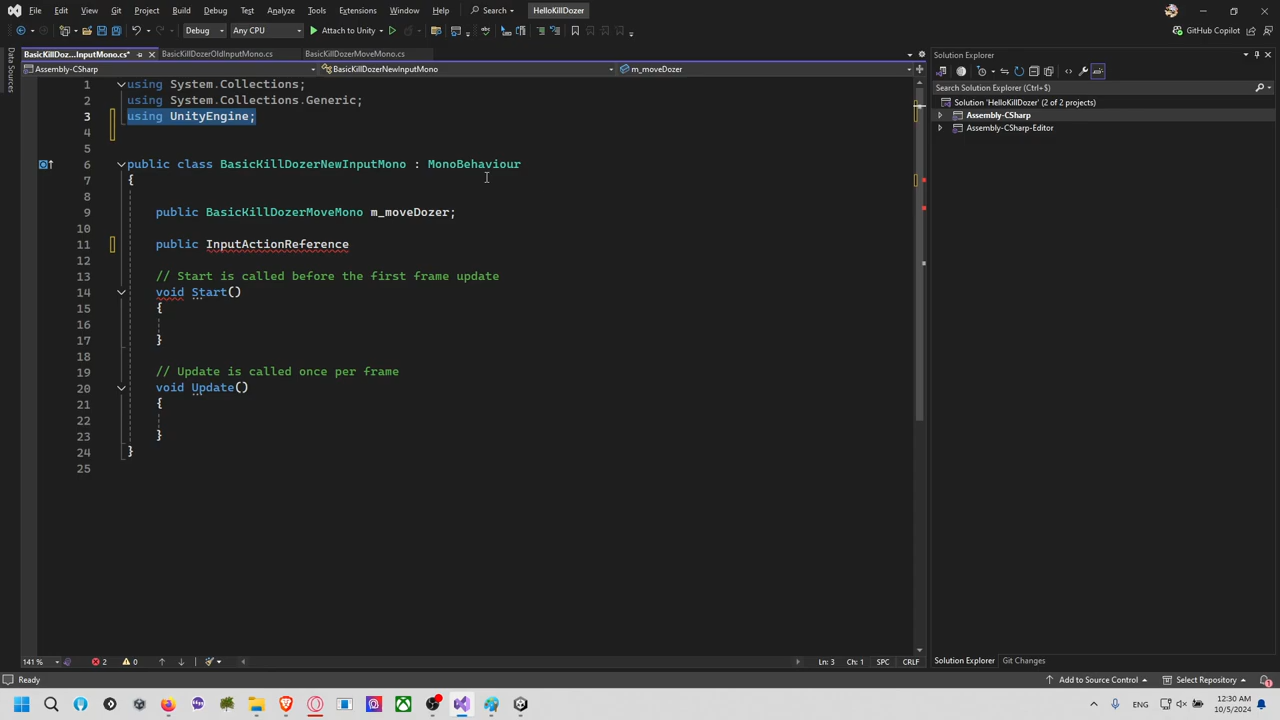 File Edit View Git Project Build Debug Test Analyze Tools Extensions Window Help Search HelloKillDozer
Any CPU Attach to Unity GitHub Copilot
Data Sources
BasicKillDoz...InputMono.cs* BasicKillDozerOldInputMono.cs BasicKillDozerMoveMono.cs
Assembly-CSharp BasicKillDozerNewInputMono m_moveDozer
1 using System.Collections;
2 using System.Collections.Generic;
3 using UnityEngine;
4
5
6 public class BasicKillDozerNewInputMono : MonoBehaviour
7 {
8
9 public BasicKillDozerMoveMono m_moveDozer;
10
11 public InputActionReference
12
13 // Start is called before the first frame update
14 void Start()
15 {
16
17 }
18
19 // Update is called once per frame
20 void Update()
21 {
22
23 }
24 }
25
141 % 2 0 Ln: 3 Ch: 1 SPC CRLF
Solution Explorer
Search Solution Explorer (Ctrl+$)
Solution 'HelloKillDozer' (2 of 2 projects)
Assembly-CSharp
Assembly-CSharp-Editor
Solution Explorer Git Changes
Ready Add to Source Control Select Repository 1
ENG 12:30 AM
10/5/2024